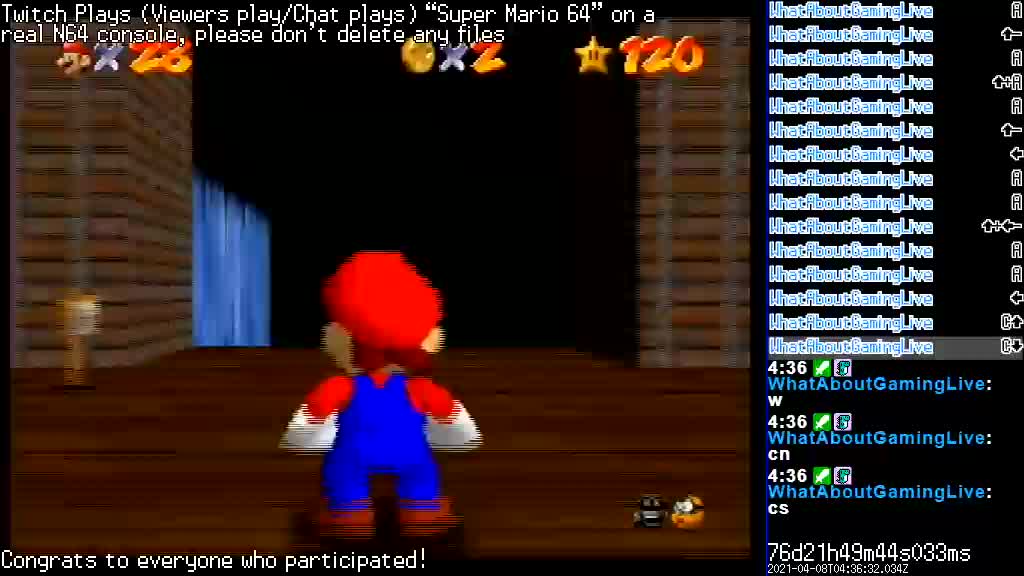 Twitch Plays (Viewers play/Chat plays) “Super Mario 64” on a
real N64 console, please don't delete any files
x 28
x 2
120
WhatAboutGamingLive A
WhatAboutGamingLive ↑←
WhatAboutGamingLive A
WhatAboutGamingLive ↑+A
WhatAboutGamingLive A
WhatAboutGamingLive ↑←
WhatAboutGamingLive ←
WhatAboutGamingLive A
WhatAboutGamingLive A
WhatAboutGamingLive ↑+←
WhatAboutGamingLive A
WhatAboutGamingLive A
WhatAboutGamingLive ←
WhatAboutGamingLive C↑
WhatAboutGamingLive C↓
4:36
WhatAboutGamingLive:
w
4:36
WhatAboutGamingLive:
cn
4:36
WhatAboutGamingLive:
cs
76d21h49m44s033ms
2021-04-08T04:36:32.034Z
Congrats to everyone who participated!